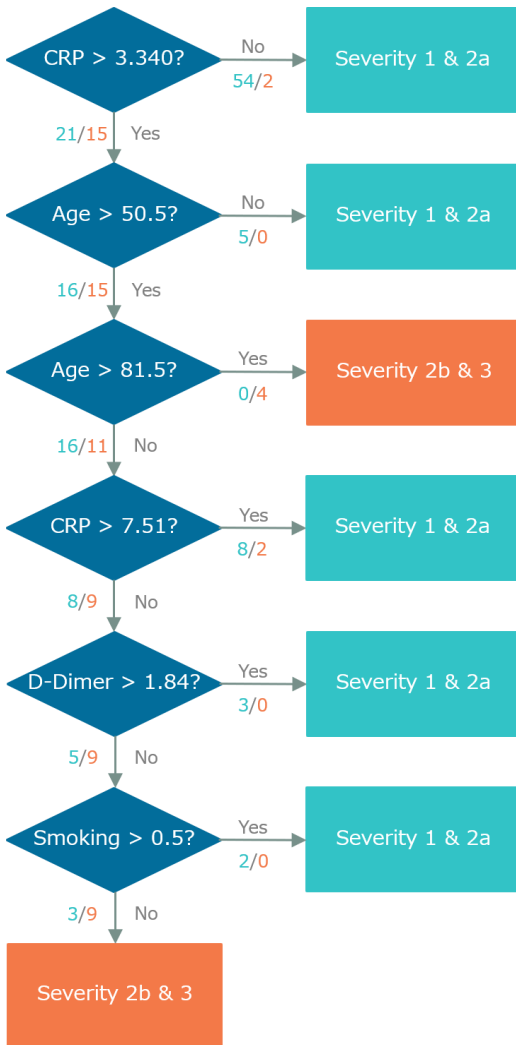 CRP > 3.340?
No
54/2
Severity 1 & 2a
21/15
Yes
Age > 50.5?
No
5/0
Severity 1 & 2a
16/15
Yes
Age > 81.5?
Yes
0/4
Severity 2b & 3
16/11
No
CRP > 7.51?
Yes
8/2
Severity 1 & 2a
8/9
No
D-Dimer > 1.84?
Yes
3/0
Severity 1 & 2a
5/9
No
Smoking > 0.5?
Yes
2/0
Severity 1 & 2a
3/9
No
Severity 2b & 3